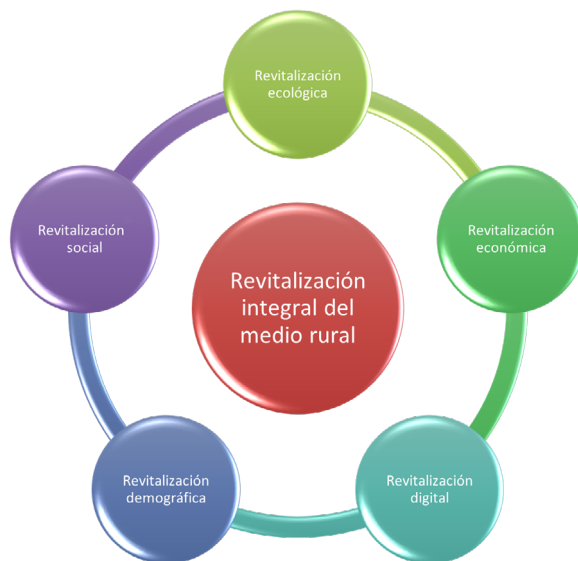 Revitalización
ecológica
Revitalización
económica
Revitalización
digital
Revitalización
demográfica
Revitalización
social
Revitalización
integral del
medio rural